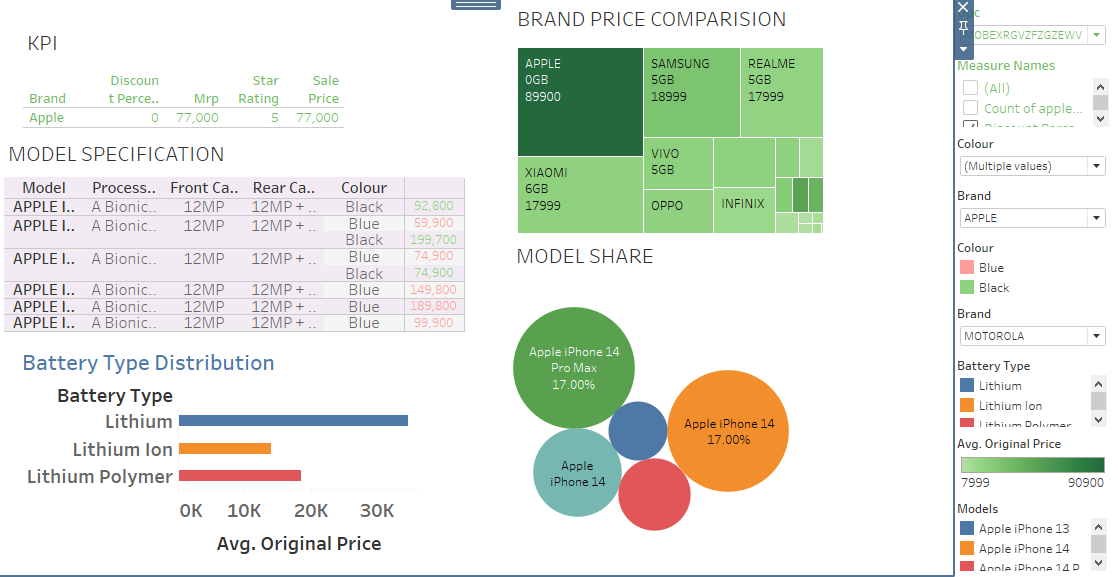 KPI
Discoun Star Sale
Brand t Perce.. Mrp Rating Price
Apple 0 77,000 5 77,000
MODEL SPECIFICATION
Model Process.. Front Ca.. Rear Ca.. Colour
APPLE I.. A Bionic.. 12MP 12MP + .. Black 92,800
APPLE I.. A Bionic.. 12MP 12MP + .. Blue 59,900
Black 199,700
APPLE I.. A Bionic.. 12MP 12MP + .. Blue 74,900
Black 74,900
APPLE I.. A Bionic.. 12MP 12MP + .. Blue 149,800
APPLE I.. A Bionic.. 12MP 12MP + .. Blue 189,800
APPLE I.. A Bionic.. 12MP 12MP + .. Blue 99,900
Battery Type Distribution
Battery Type
Lithium
Lithium Ion
Lithium Polymer
0K 10K 20K 30K
Avg. Original Price
BRAND PRICE COMPARISION
APPLE
0GB
89900
SAMSUNG
5GB
18999
REALME
5GB
17999
XIAOMI
6GB
17999
VIVO
5GB
OPPO
INFINIX
MODEL SHARE
Apple iPhone 14
Pro Max
17.00%
Apple iPhone 14
17.00%
Apple
iPhone 14
OBEXRGVZFZGZEWV
Measure Names
(All)
Count of apple...
Colour
(Multiple values)
Brand
APPLE
Colour
Blue
Black
Brand
MOTOROLA
Battery Type
Lithium
Lithium Ion
Lithium Polymer
Avg. Original Price
7999 90900
Models
Apple iPhone 13
Apple iPhone 14
Apple iPhone 14 P